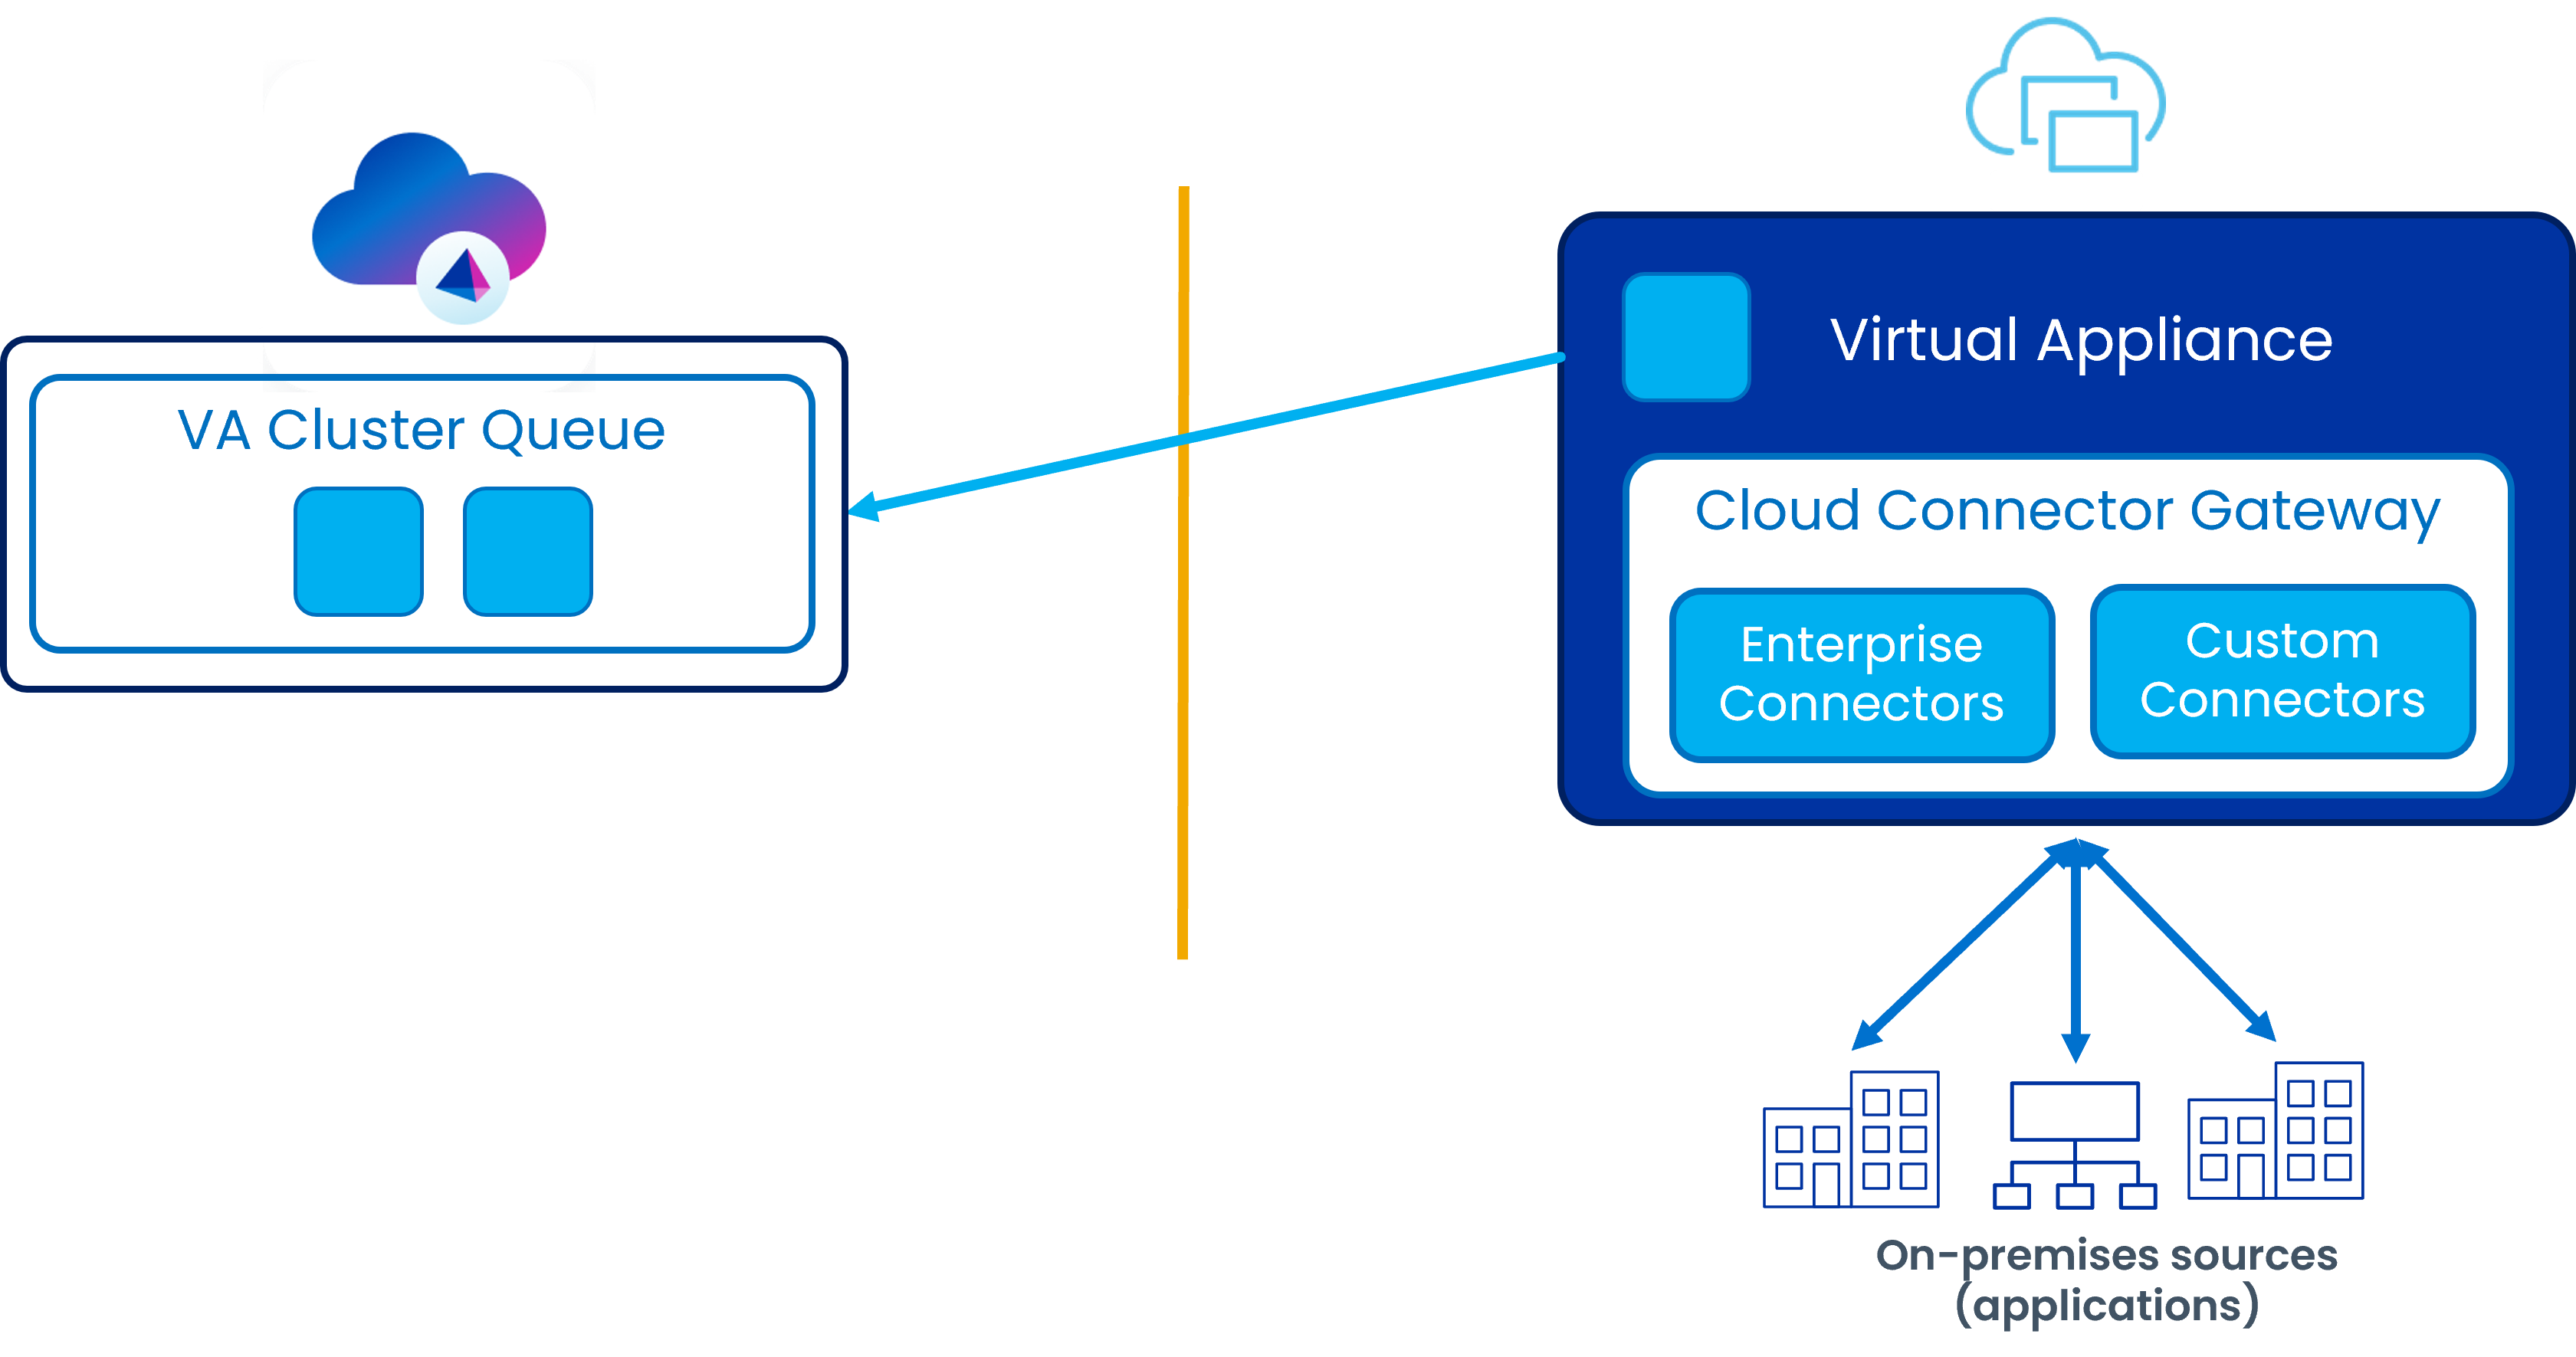 VA Cluster Queue
Virtual Appliance
Cloud Connector Gateway
Enterprise
Connectors
Custom
Connectors
On-premises sources
(applications)